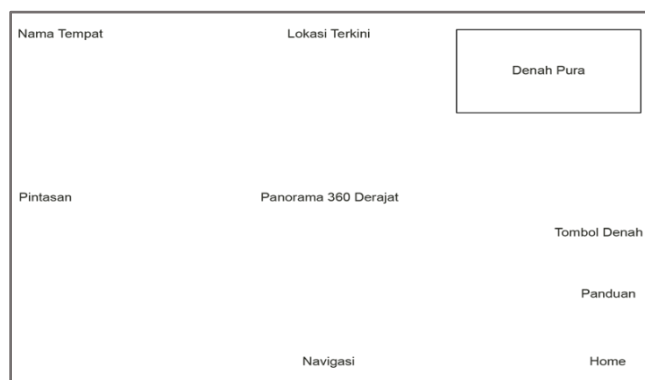 Nama Tempat
Lokasi Terkini
Denah Pura
Pintasan
Panorama 360 Derajat
Tombol Denah
Panduan
Navigasi
Home